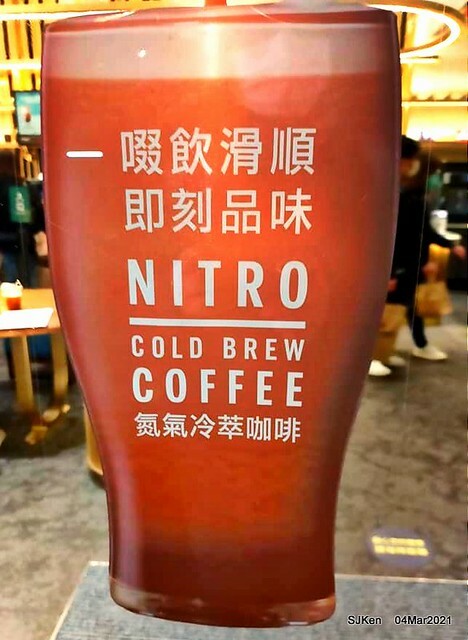 啜飲滑順
即刻品味
NITRO
COLD BREW
COFFEE
氮氣冷萃咖啡
SJKen 04Mar2021